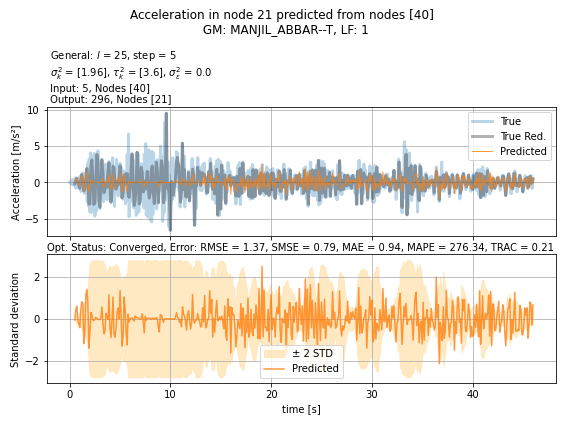 Acceleration in node 21 predicted from nodes [40]
GM: MANJIL_ABBAR--T, LF: 1
General: l = 25, step = 5
σ²ₖ = [1.96], τ²ₖ = [3.6], σ²ε = 0.0
Input: 5, Nodes [40]
Output: 296, Nodes [21]
Acceleration [m/s²]
10
5
0
−5
True
True Red.
Predicted
Opt. Status: Converged, Error: RMSE = 1.37, SMSE = 0.79, MAE = 0.94, MAPE = 276.34, TRAC = 0.21
Standard deviation
2
0
−2
± 2 STD
Predicted
0 10 20 30 40
time [s]